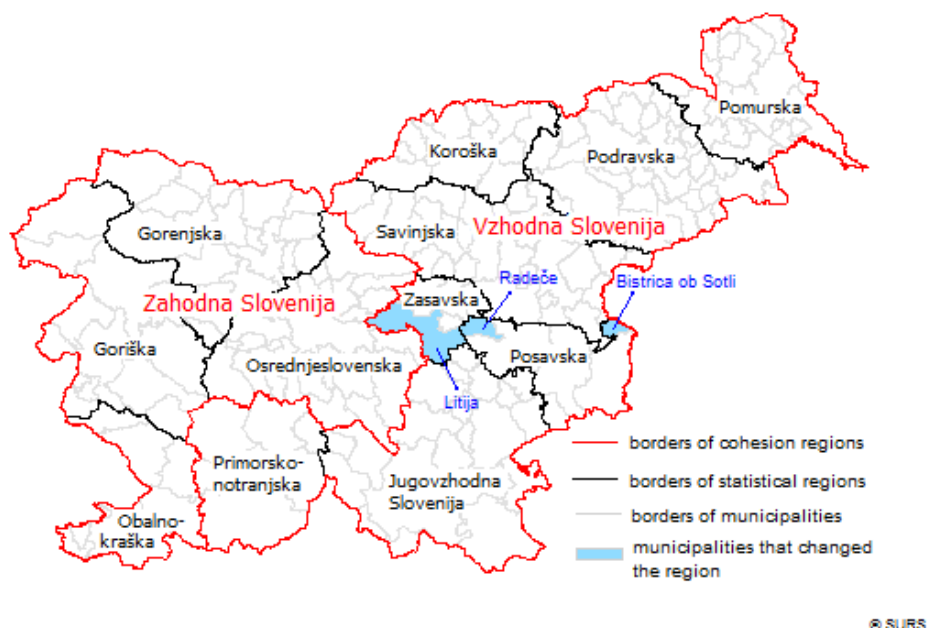 Pomurska
Koroška
Podravska
Gorenjska
Savinjska
Vzhodna Slovenija
Radeče
Bistrica ob Sotli
Zasavska
Zahodna Slovenija
Goriška
Osrednjeslovenska
Posavska
Litija
Primorsko-
notranjska
Jugovzhodna
Slovenija
Obalno-
kraška
borders of cohesion regions
borders of statistical regions
borders of municipalities
municipalities that changed
the region
© SURS